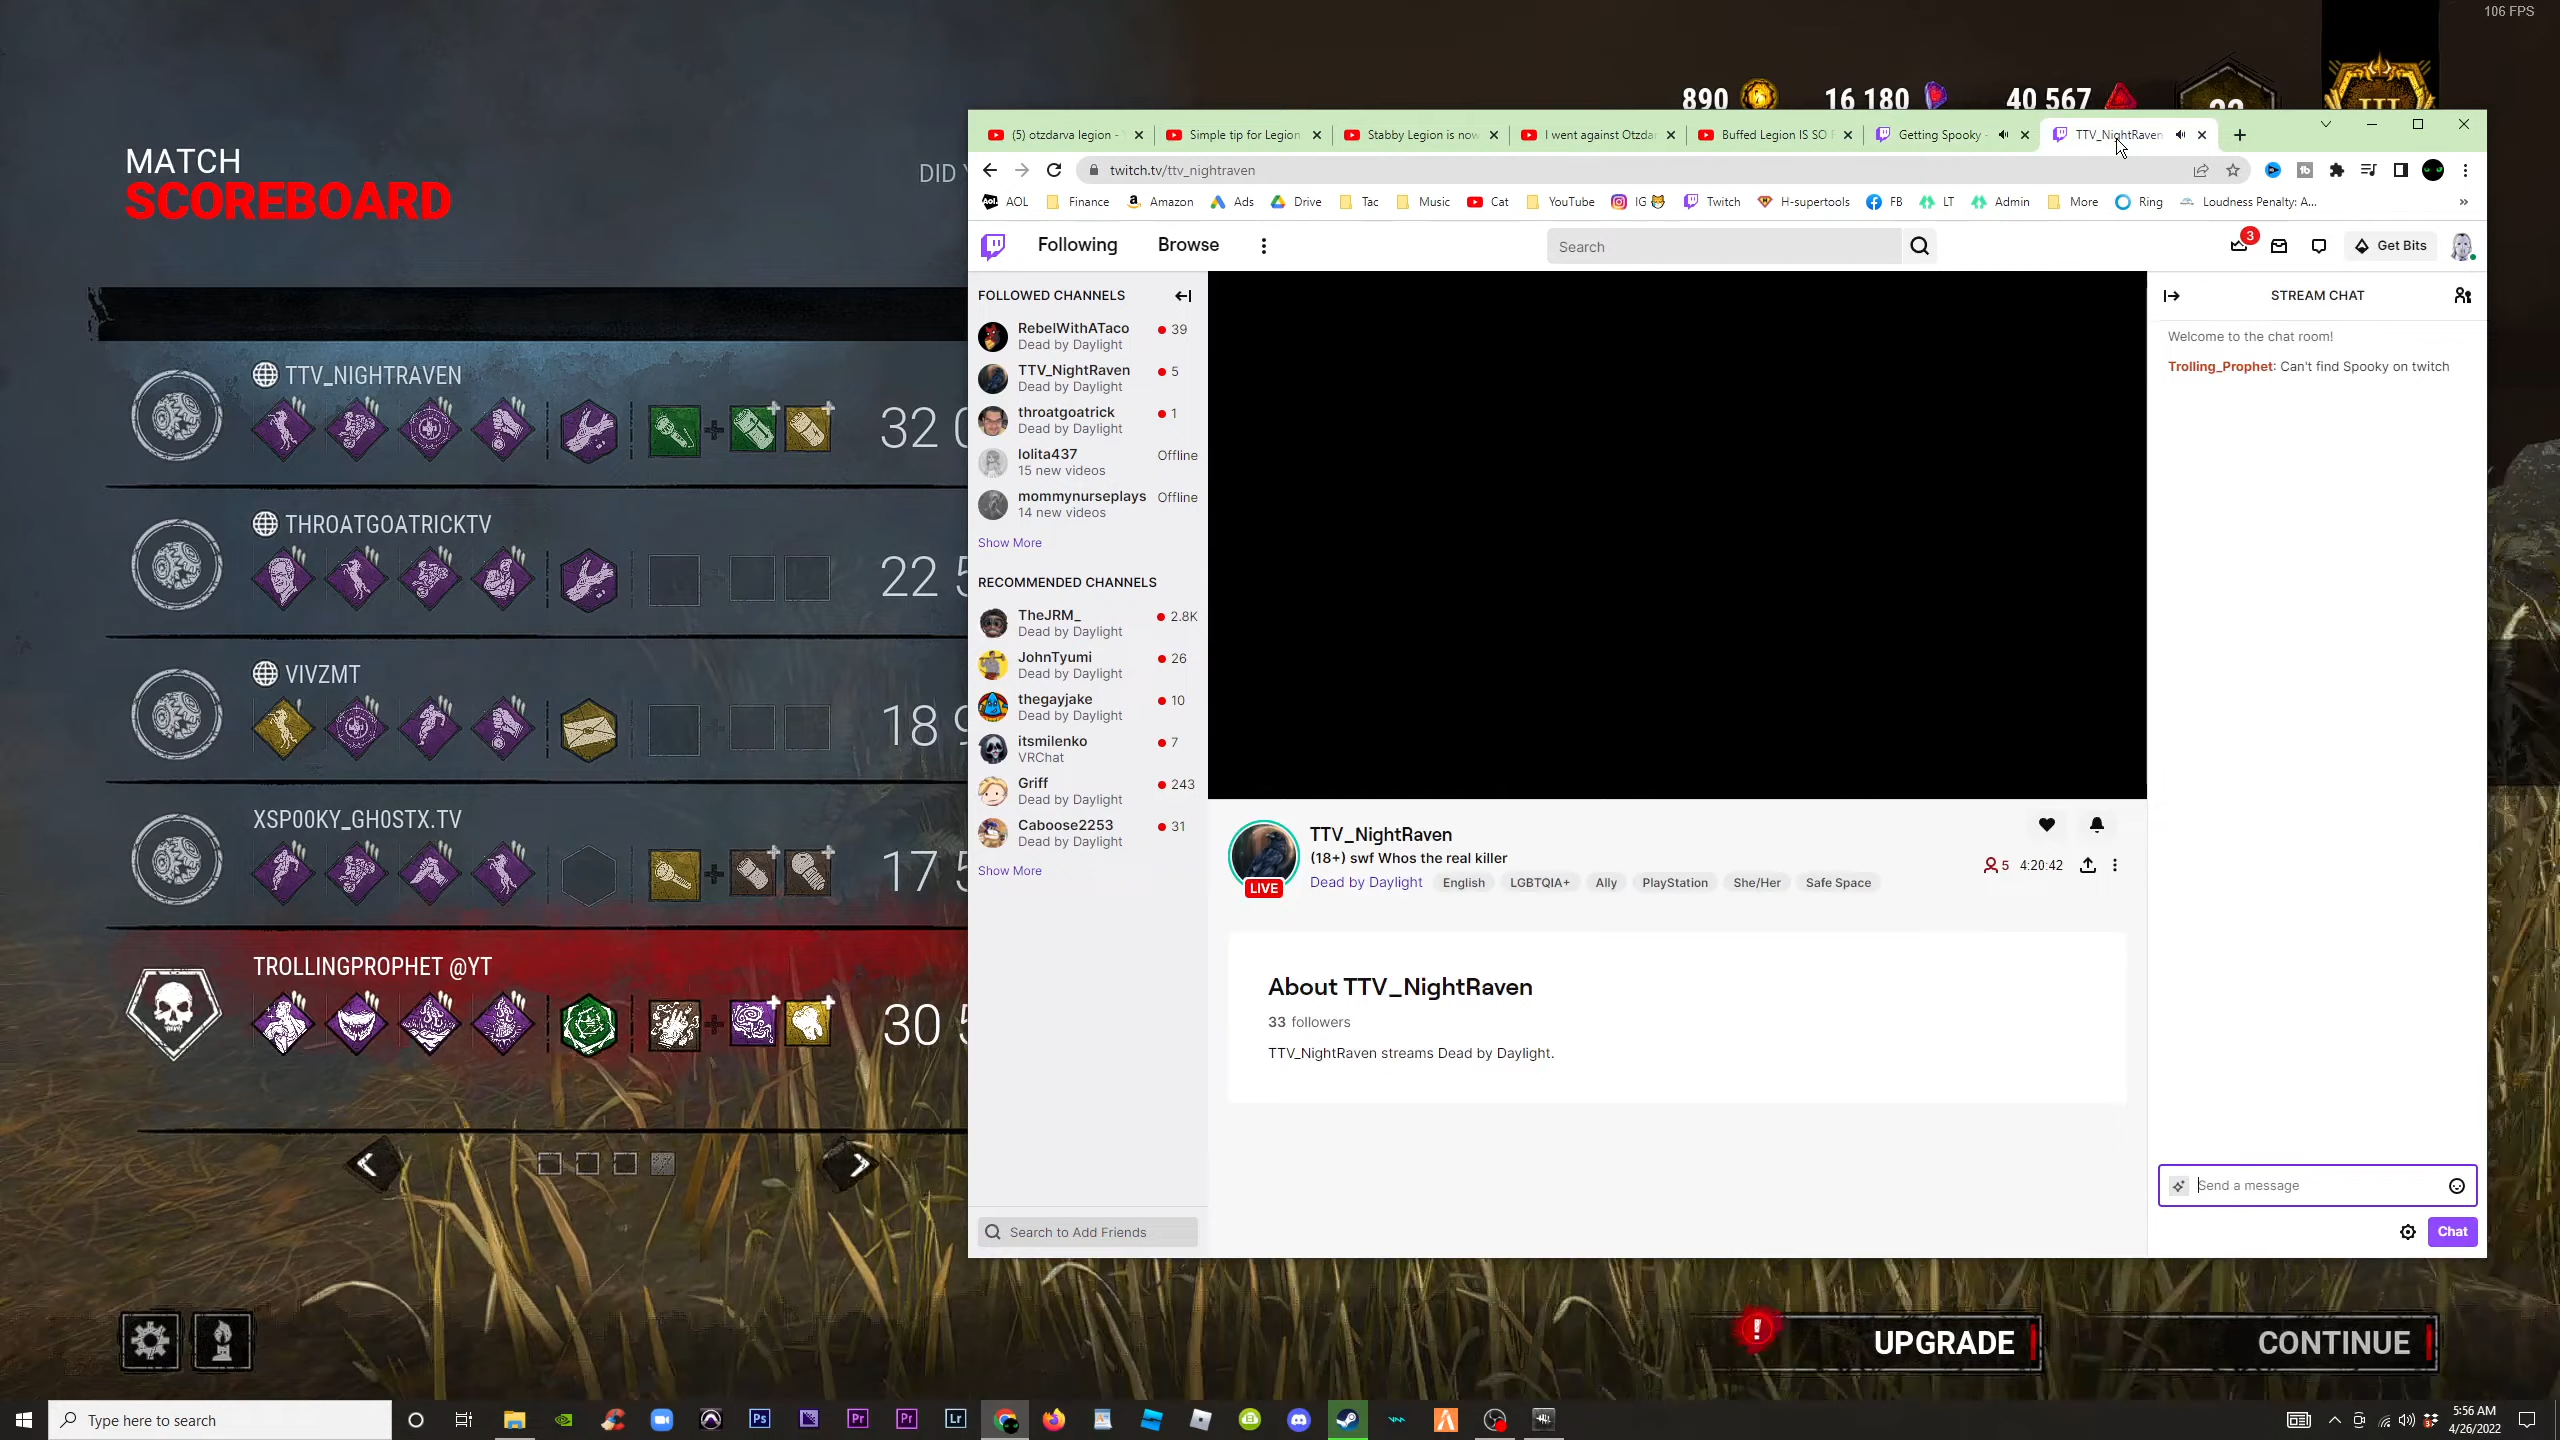 106 FPS
890
16 180
40 567
MATCH
SCOREBOARD
DID
TTV_NIGHTRAVEN
32 0
THROATGOATRICKTV
22 5
VIVZMT
18 9
XSP00KY_GH0STX.TV
17 5
TROLLINGPROPHET @YT
30 5
(5) otzdarva legion -
Simple tip for Legion
Stabby Legion is now
I went against Otzdar
Buffed Legion IS SO
Getting Spooky -
TTV_NightRaven
twitch.tv/ttv_nightraven
AOL
Finance
Amazon
Ads
Drive
Tac
Music
Cat
YouTube
IG
Twitch
H-supertools
FB
LT
Admin
More
Ring
Loudness Penalty: A...
Following
Browse
Search
3
Get Bits
FOLLOWED CHANNELS
RebelWithATaco
39
Dead by Daylight
TTV_NightRaven
5
Dead by Daylight
throatgoatrick
1
Dead by Daylight
lolita437
Offline
15 new videos
mommynurseplays
Offline
14 new videos
Show More
RECOMMENDED CHANNELS
TheJRM_
2.8K
Dead by Daylight
JohnTyumi
26
Dead by Daylight
thegayjake
10
Dead by Daylight
itsmilenko
7
VRChat
Griff
243
Dead by Daylight
Caboose2253
31
Dead by Daylight
Show More
Search to Add Friends
LIVE
TTV_NightRaven
(18+) swf Whos the real killer
Dead by Daylight
English
LGBTQIA+
Ally
PlayStation
She/Her
Safe Space
5
4:20:42
About TTV_NightRaven
33 followers
TTV_NightRaven streams Dead by Daylight.
STREAM CHAT
Welcome to the chat room!
Trolling_Prophet: Can't find Spooky on twitch
Send a message
Chat
UPGRADE
CONTINUE
Type here to search
5:56 AM
4/26/2022